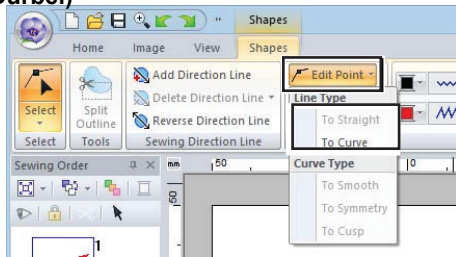 Shapes
Home Image View Shapes
Add Direction Line
Delete Direction Line
Reverse Direction Line
Select
Split Outline
Select Tools Sewing Direction Line
Edit Point
Line Type
To Straight
To Curve
Curve Type
To Smooth
To Symmetry
To Cusp
Sewing Order
mm
50
50
0
1